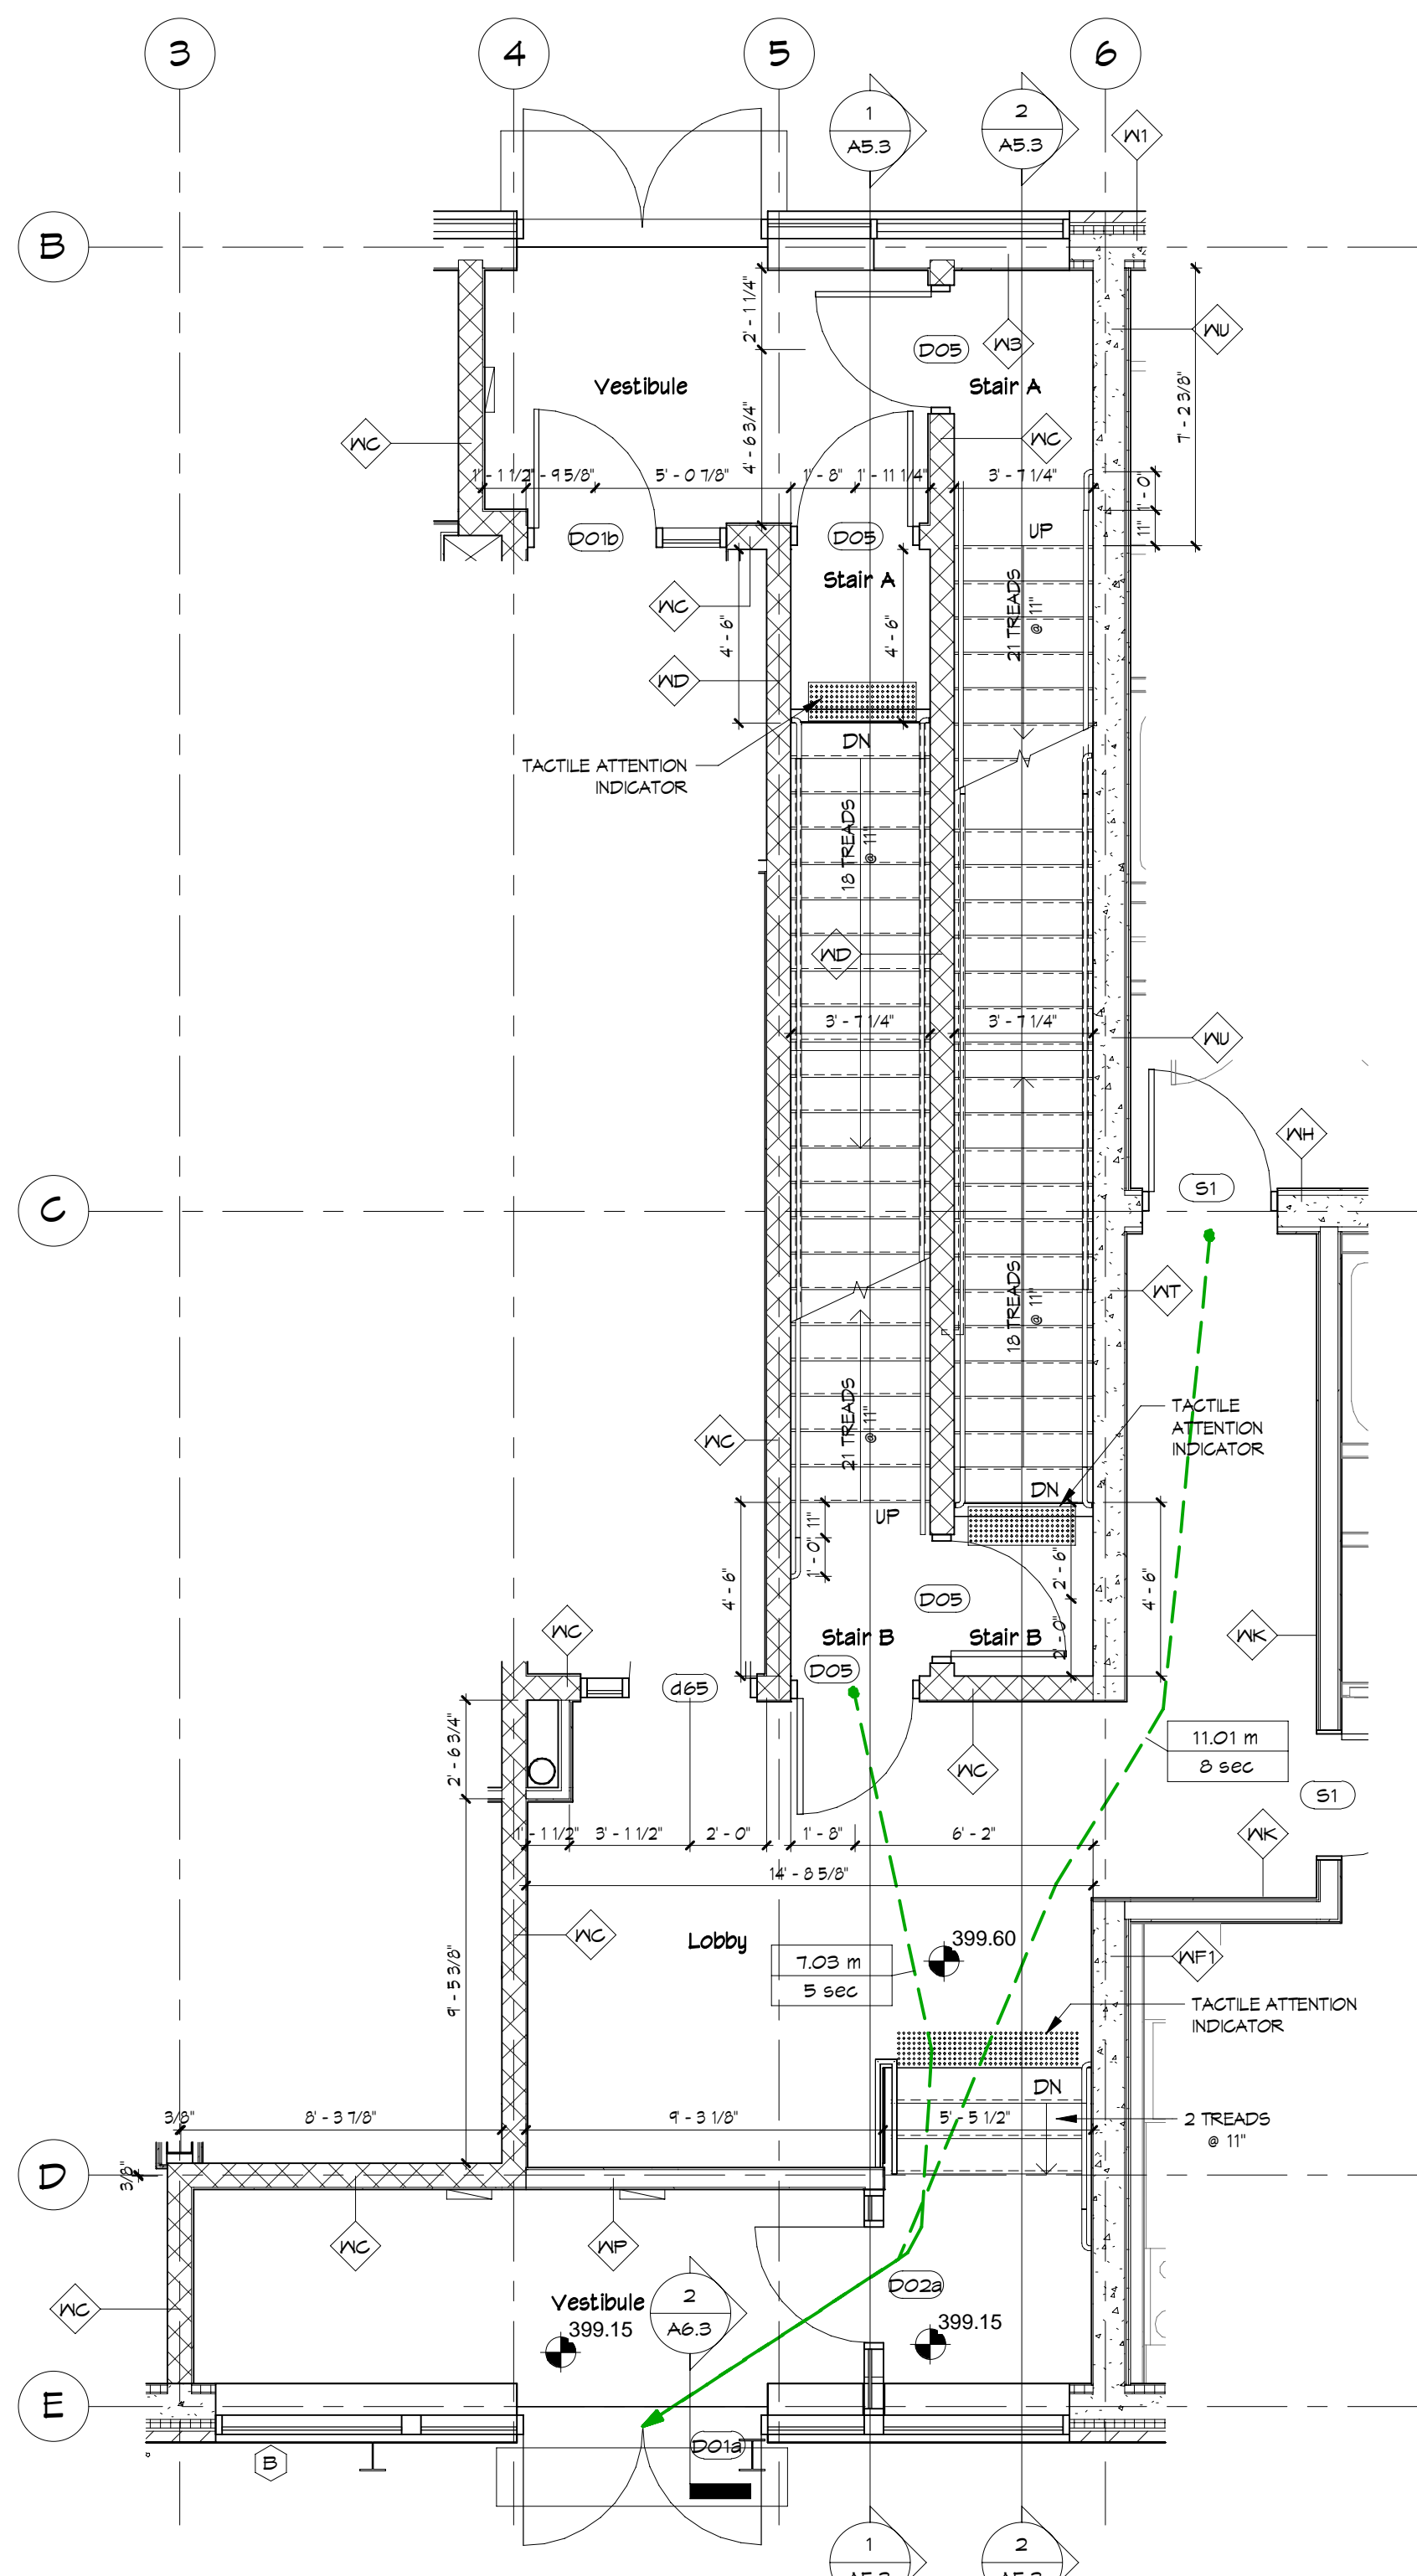 3
4
5
6
1
A5.3
2
A5.3
W1
B
WU
W3
D05
2' - 1 1/4"
Vestibule
Stair A
7' - 2 3/8"
WC
WC
4' - 6 3/4"
1' - 1 1/2"
- 9 5/8"
5' - 0 7/8"
1' - 8"
1' - 11 1/4"
3' - 7 1/4"
1' - 0"
11"
D01b
D05
UP
Stair A
WC
4' - 6"
4' - 6"
21 TREADS
@ 11"
WD
DN
TACTILE ATTENTION
INDICATOR
18 TREADS
@ 11"
WD
3' - 7 1/4"
3' - 7 1/4"
WU
WH
S1
C
WT
18 TREADS
@ 11"
TACTILE
ATTENTION
INDICATOR
21 TREADS
@ 11"
WC
DN
UP
11"
1' - 0"
4' - 6"
2' - 6"
4' - 6"
D05
WC
Stair B
Stair B
2' - 0"
WK
D05
d65
11.01 m
8 sec
2' - 6 3/4"
WC
S1
1' - 1 1/2"
3' - 1 1/2"
2' - 0"
1' - 8"
6' - 2"
WK
14' - 8 5/8"
WC
Lobby
399.60
7.03 m
5 sec
WF1
9' - 5 3/8"
TACTILE ATTENTION
INDICATOR
DN
3/8"
8' - 3 7/8"
9' - 3 1/8"
5' - 5 1/2"
2 TREADS
@ 11"
D
3/8"
WC
WP
D02a
Vestibule
399.15
2
A6.3
399.15
WC
E
D01a
B
1
2